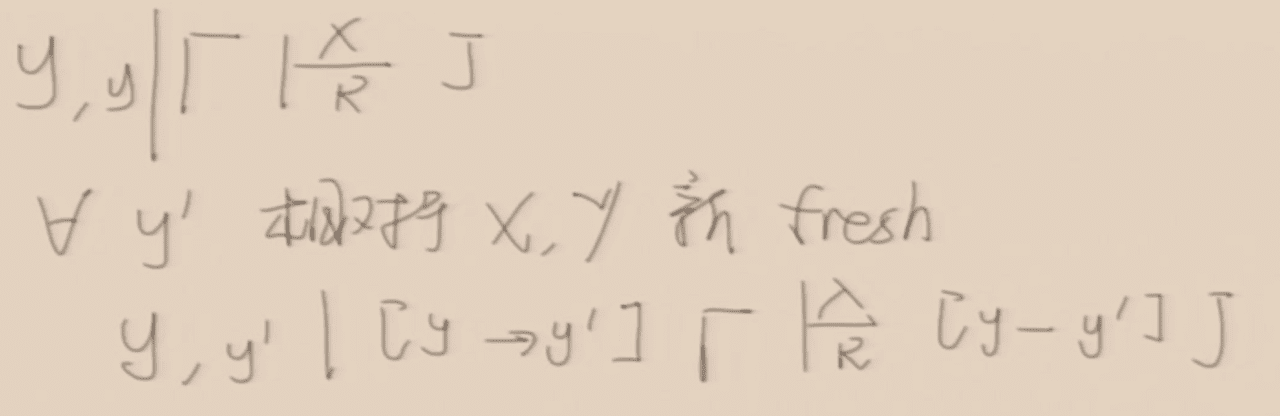 y, y | Γ ⊢^X_R J
∀ y' 相对于 X, Y 新 fresh
y, y' | [y → y'] Γ ⊢^X_R [y - y'] J